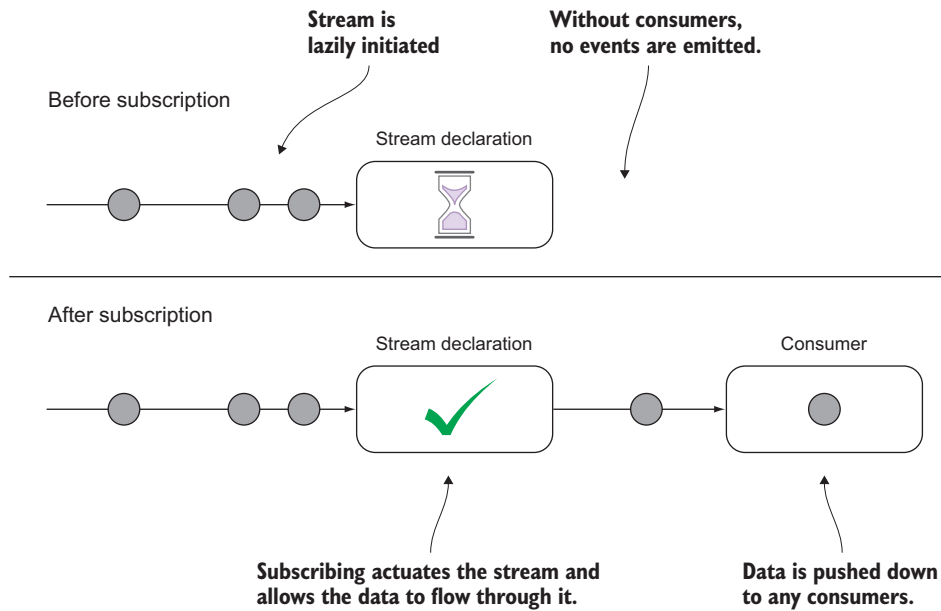 Stream is
lazily initiated
Without consumers,
no events are emitted.
Before subscription
Stream declaration
After subscription
Stream declaration
Consumer
Subscribing actuates the stream and
allows the data to flow through it.
Data is pushed down
to any consumers.